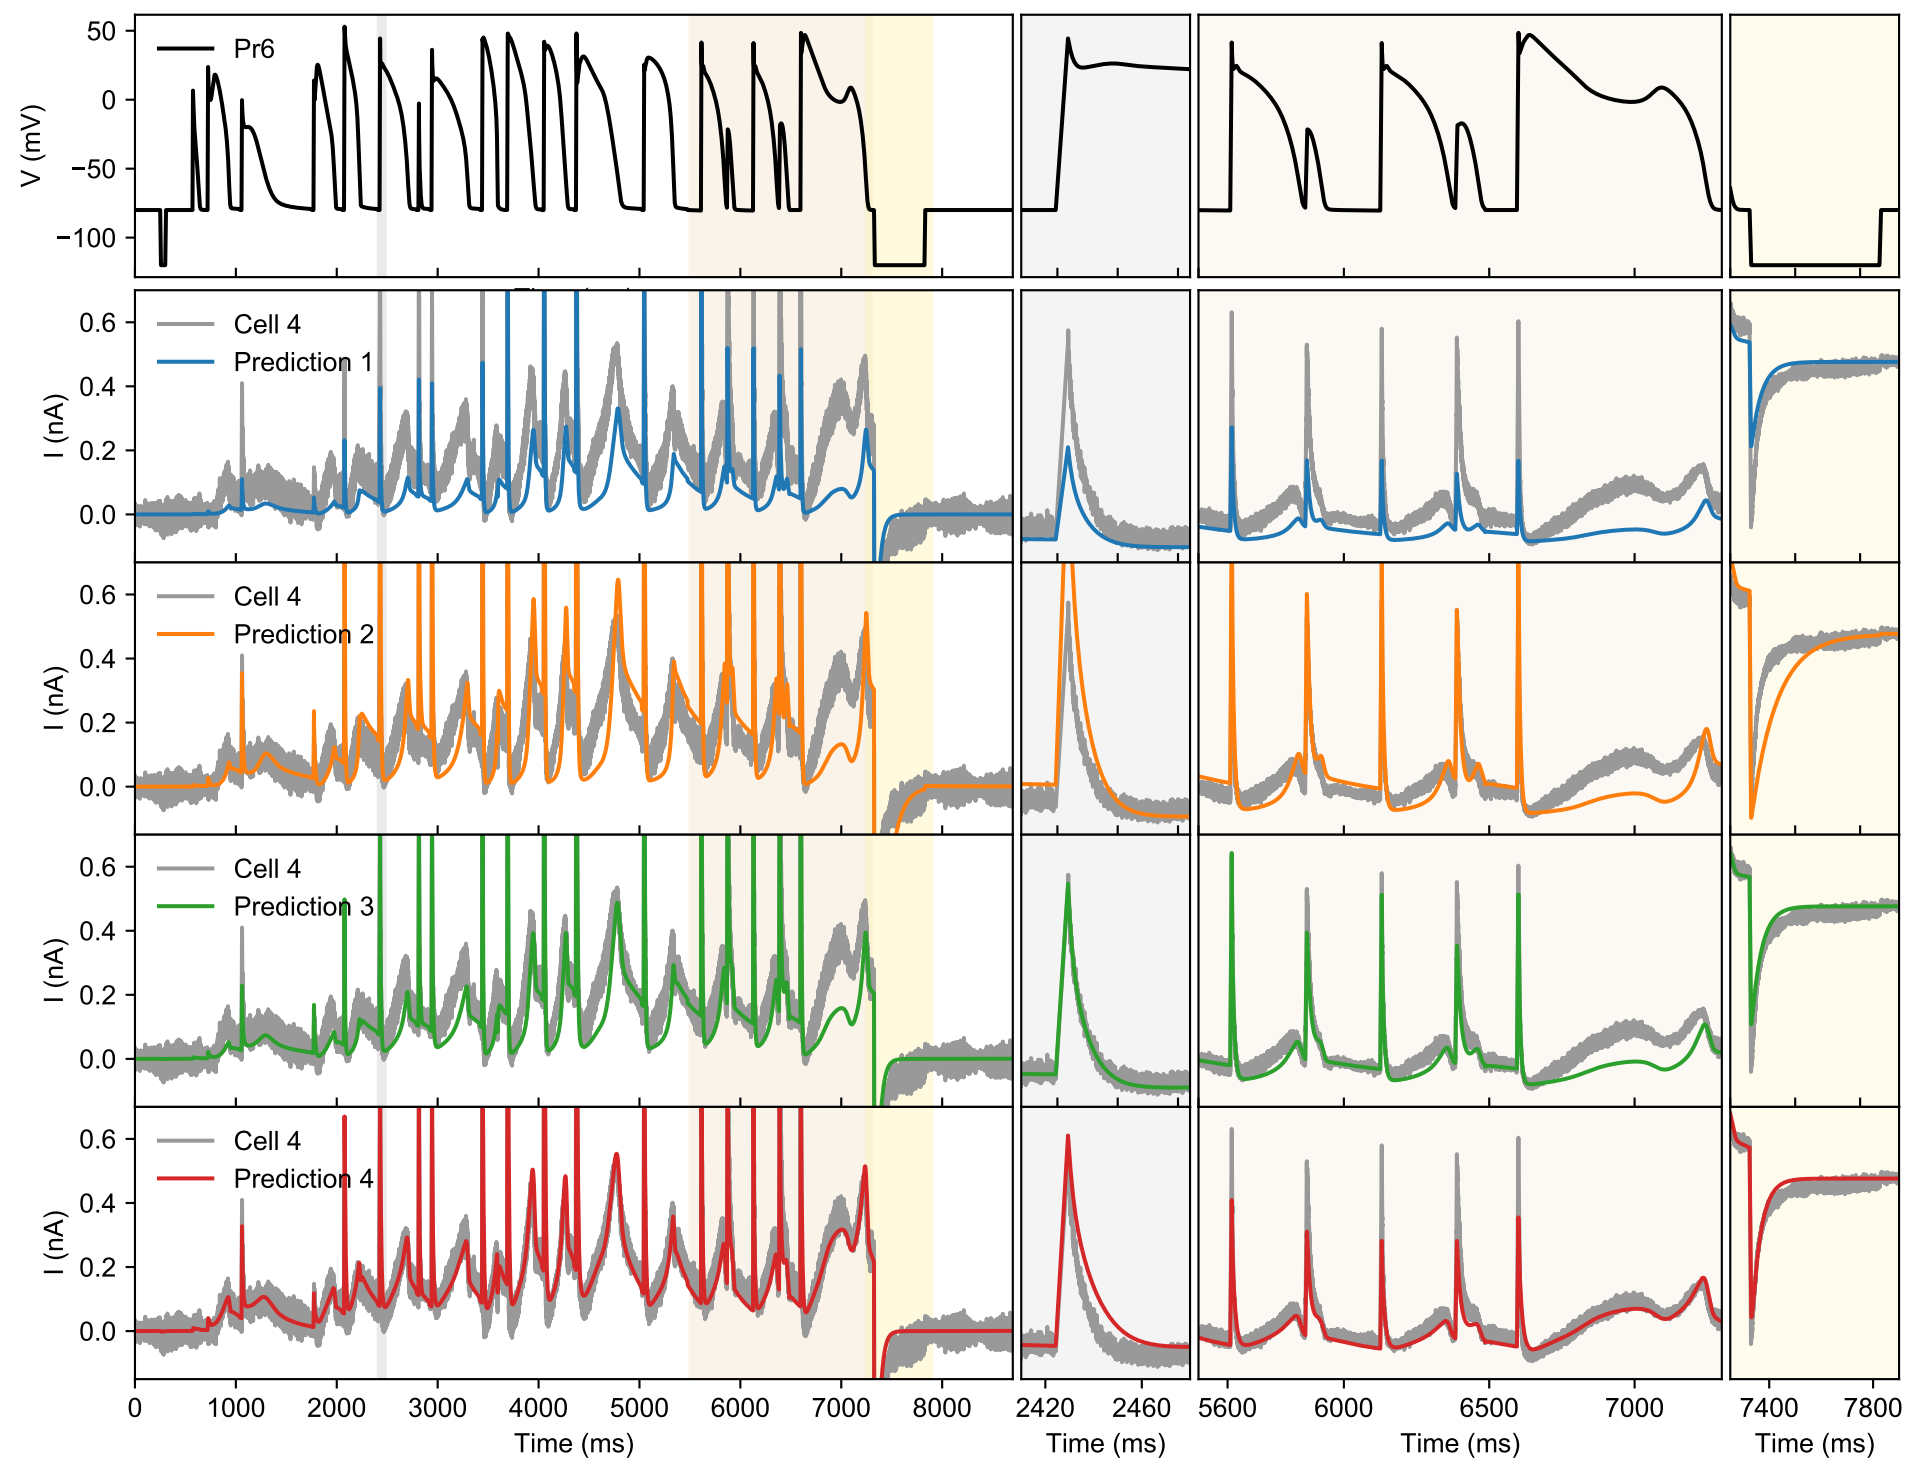 50
0
−50
−100
V (mV)
Pr6
0.6
0.4
0.2
0.0
I (nA)
Cell 4
Prediction 1
0.6
0.4
0.2
0.0
I (nA)
Cell 4
Prediction 2
0.6
0.4
0.2
0.0
I (nA)
Cell 4
Prediction 3
0.6
0.4
0.2
0.0
I (nA)
Cell 4
Prediction 4
0 1000 2000 3000 4000 5000 6000 7000 8000
2420 2460
5600 6000 6500 7000
7400 7800
Time (ms)
Time (ms)
Time (ms)
Time (ms)